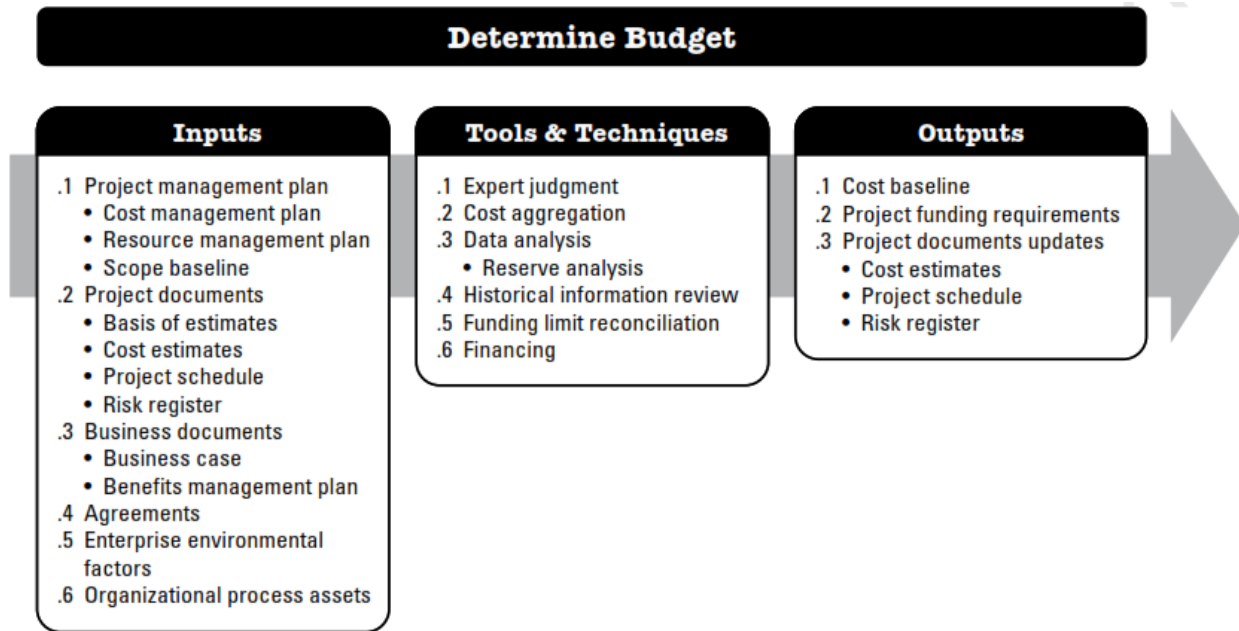 Determine Budget
Inputs
.1 Project management plan
• Cost management plan
• Resource management plan
• Scope baseline
.2 Project documents
• Basis of estimates
• Cost estimates
• Project schedule
• Risk register
.3 Business documents
• Business case
• Benefits management plan
.4 Agreements
.5 Enterprise environmental
factors
.6 Organizational process assets
Tools & Techniques
.1 Expert judgment
.2 Cost aggregation
.3 Data analysis
• Reserve analysis
.4 Historical information review
.5 Funding limit reconciliation
.6 Financing
Outputs
.1 Cost baseline
.2 Project funding requirements
.3 Project documents updates
• Cost estimates
• Project schedule
• Risk register